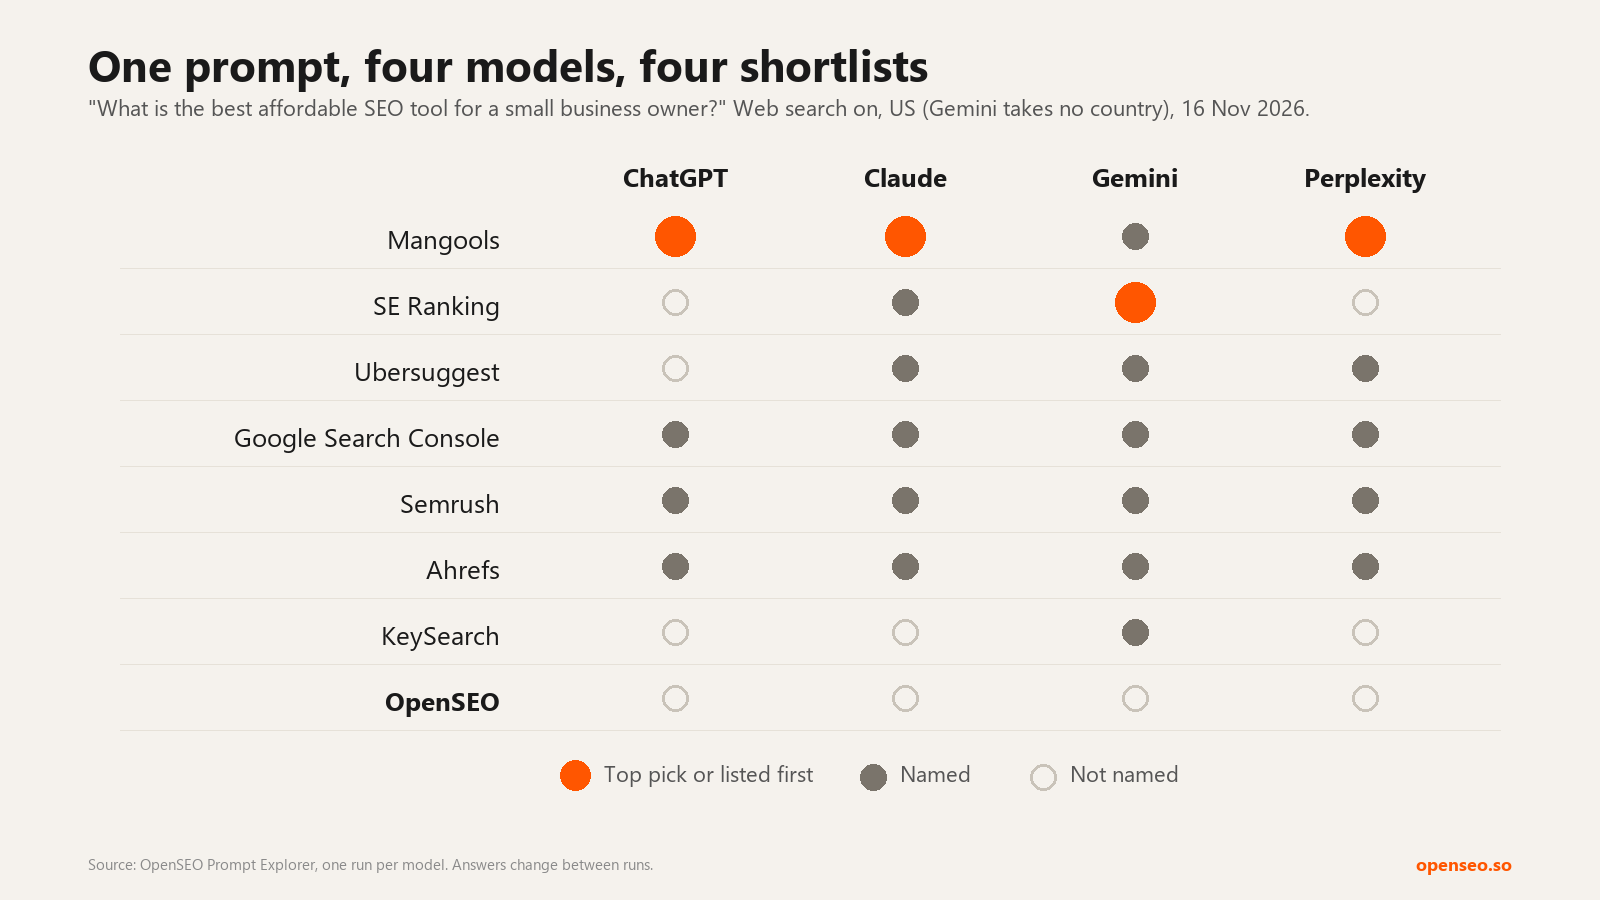 One prompt, four models, four shortlists
"What is the best affordable SEO tool for a small business owner?" Web search on, US (Gemini takes no country), 16 Nov 2026.
ChatGPT Claude Gemini Perplexity
Mangools
SE Ranking
Ubersuggest
Google Search Console
Semrush
Ahrefs
KeySearch
OpenSEO
Top pick or listed first Named Not named
Source: OpenSEO Prompt Explorer, one run per model. Answers change between runs.
openseo.so